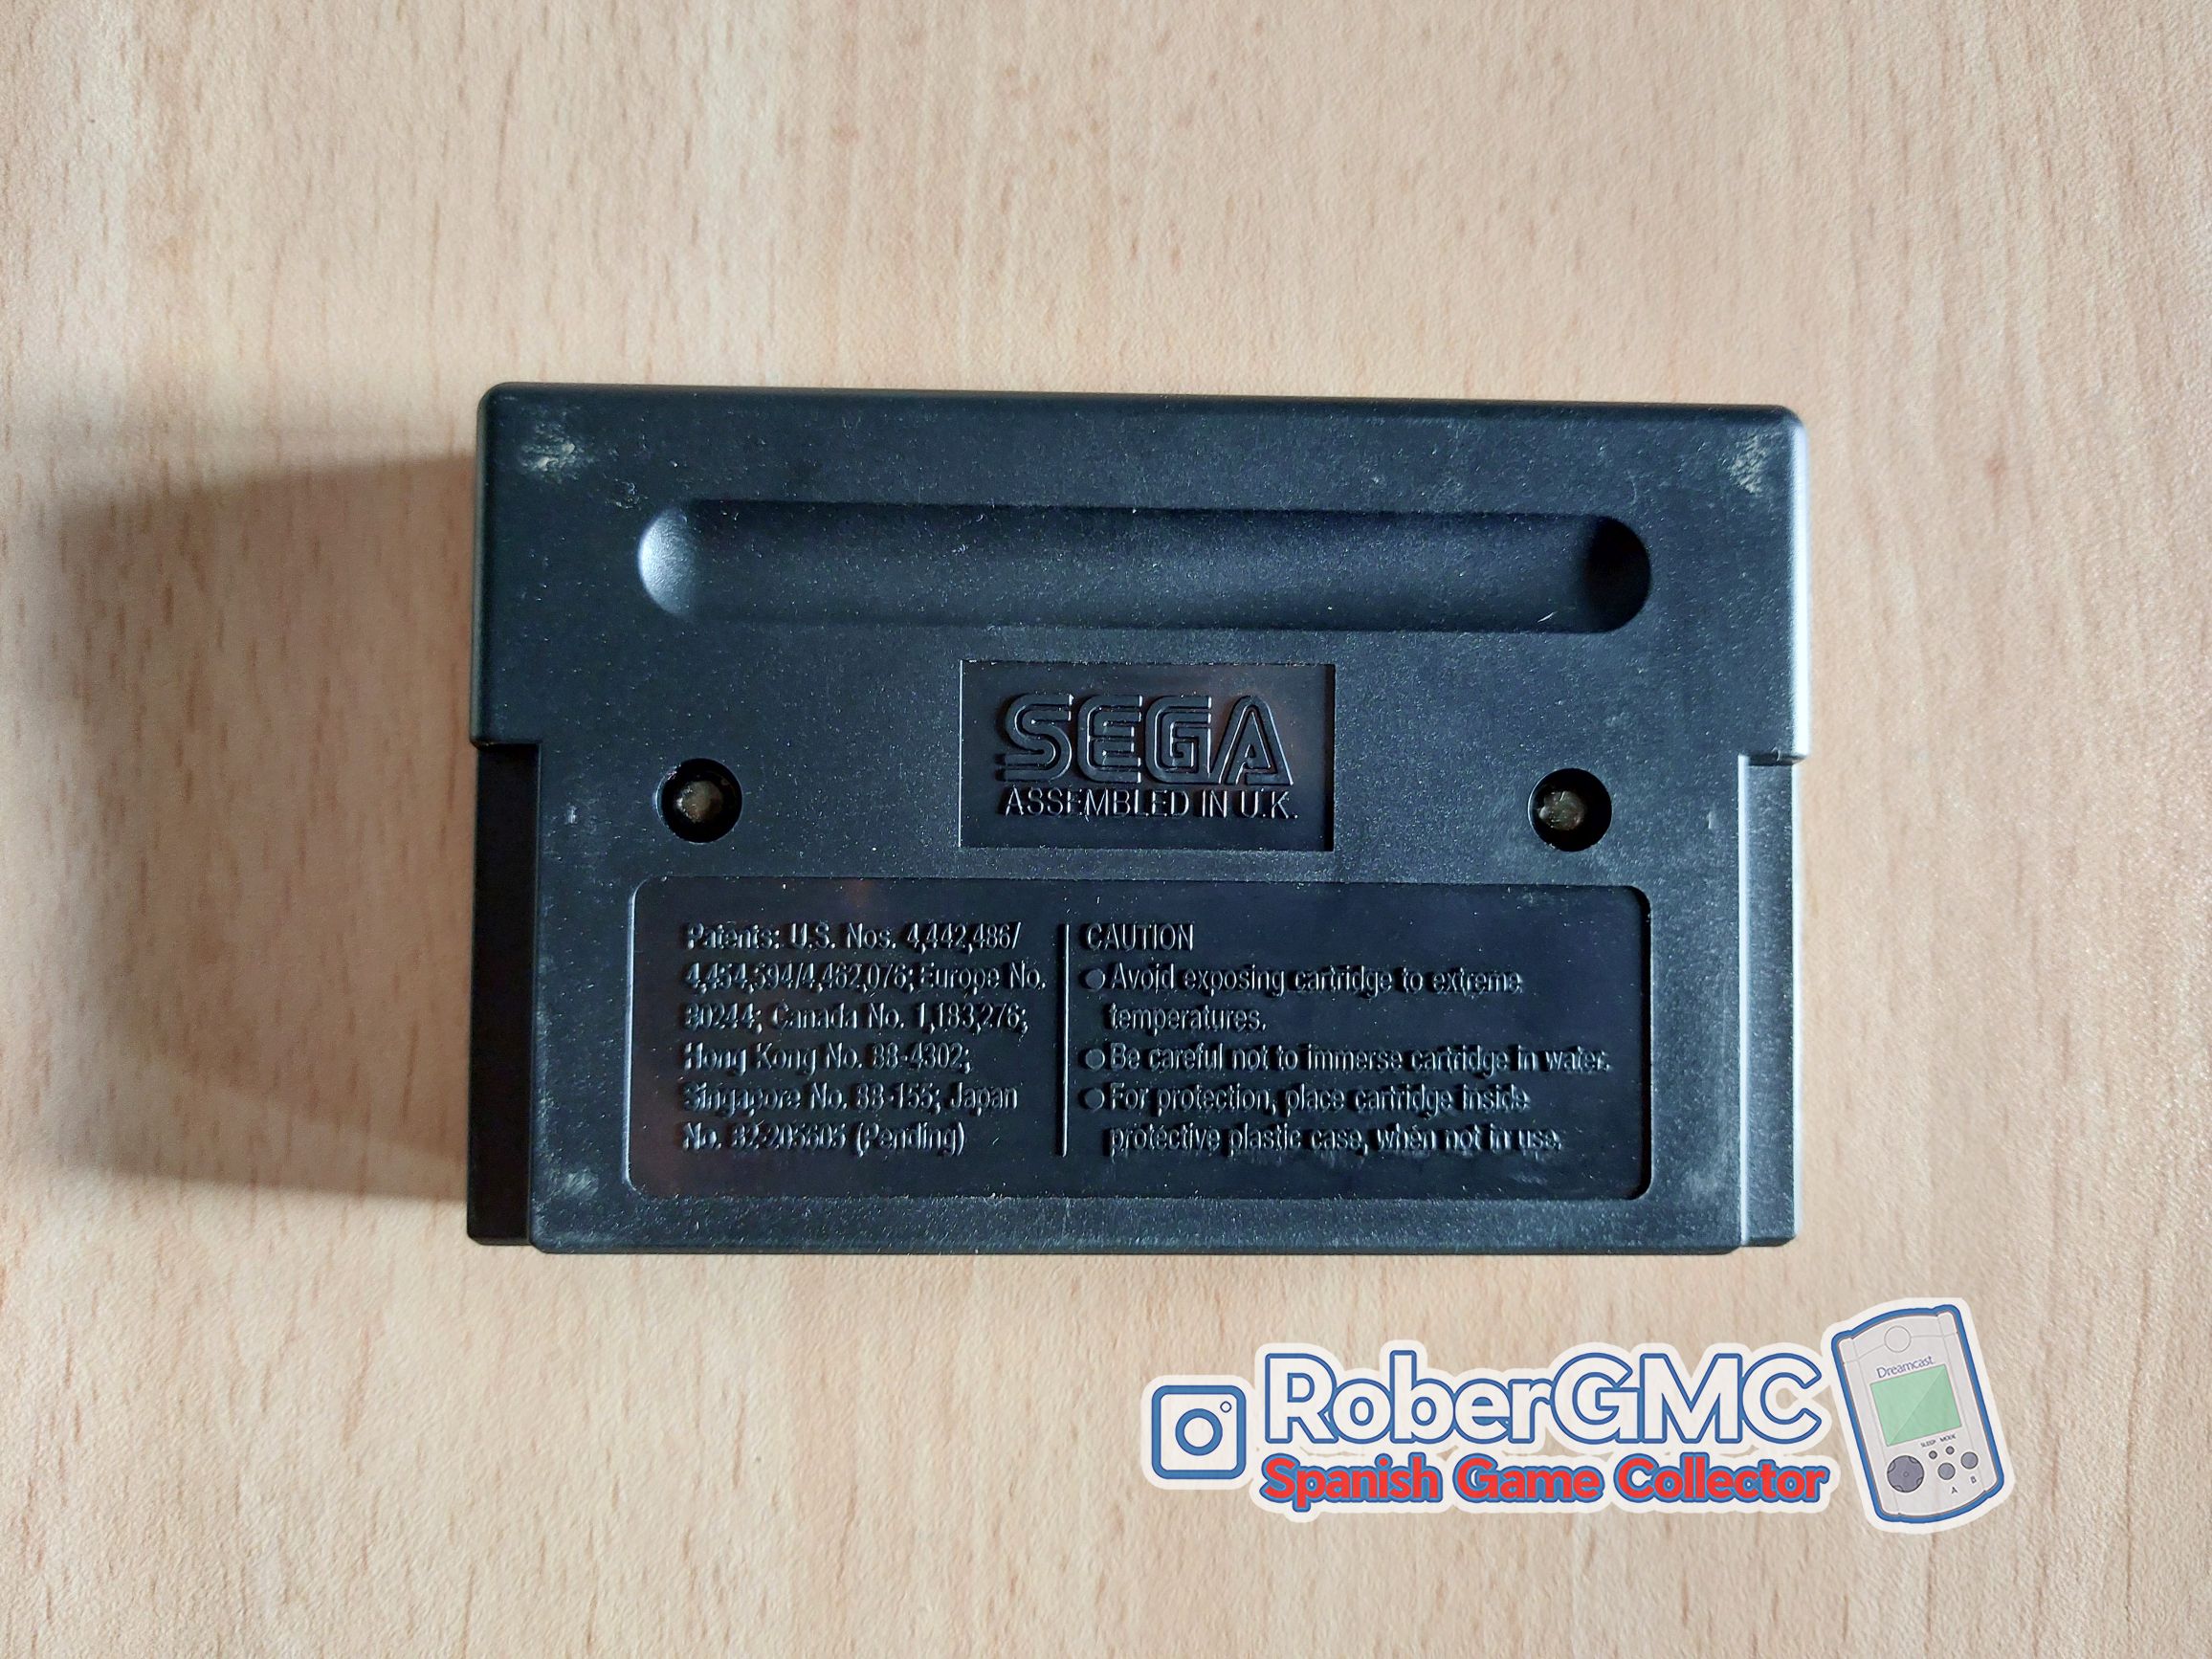 SEGA
ASSEMBLED IN U.K.
Patents: U.S. Nos. 4,442,486/
4,454,594/4,462,076; Europe No.
80244; Canada No. 1,183,276;
Hong Kong No. 88-4302;
Singapore No. 88-155; Japan
No. 82-205605 (Pending)
CAUTION
●Avoid exposing cartridge to extreme
temperatures.
●Be careful not to immerse cartridge in water.
●For protection, place cartridge inside
protective plastic case, when not in use.
RoberGMC
Spanish Game Collector
Dreamcast
SLEEP MODE
A
B